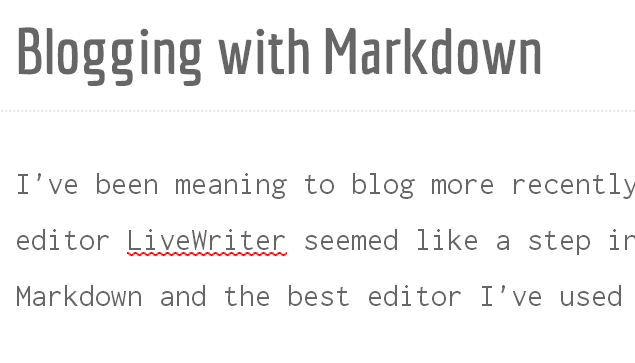 Blogging with Markdown
I've been meaning to blog more recently
editor LiveWriter seemed like a step in
Markdown and the best editor I've used